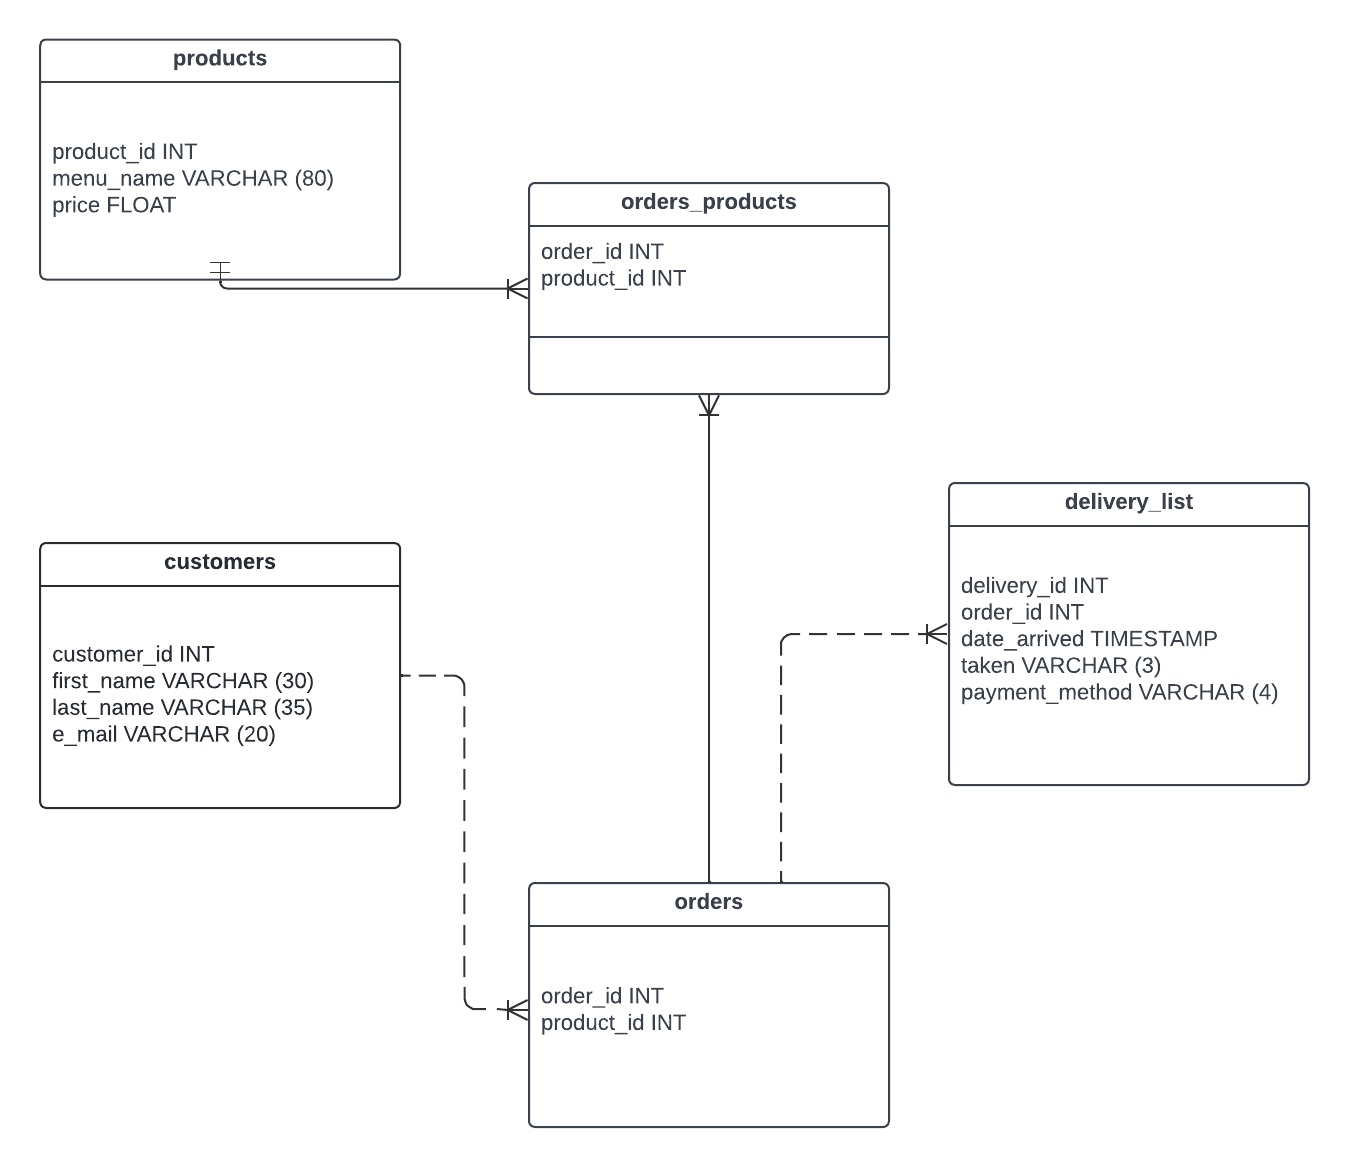 products
product_id INT
menu_name VARCHAR (80)
price FLOAT
orders_products
order_id INT
product_id INT
delivery_list
delivery_id INT
order_id INT
date_arrived TIMESTAMP
taken VARCHAR (3)
payment_method VARCHAR (4)
customers
customer_id INT
first_name VARCHAR (30)
last_name VARCHAR (35)
e_mail VARCHAR (20)
orders
order_id INT
product_id INT